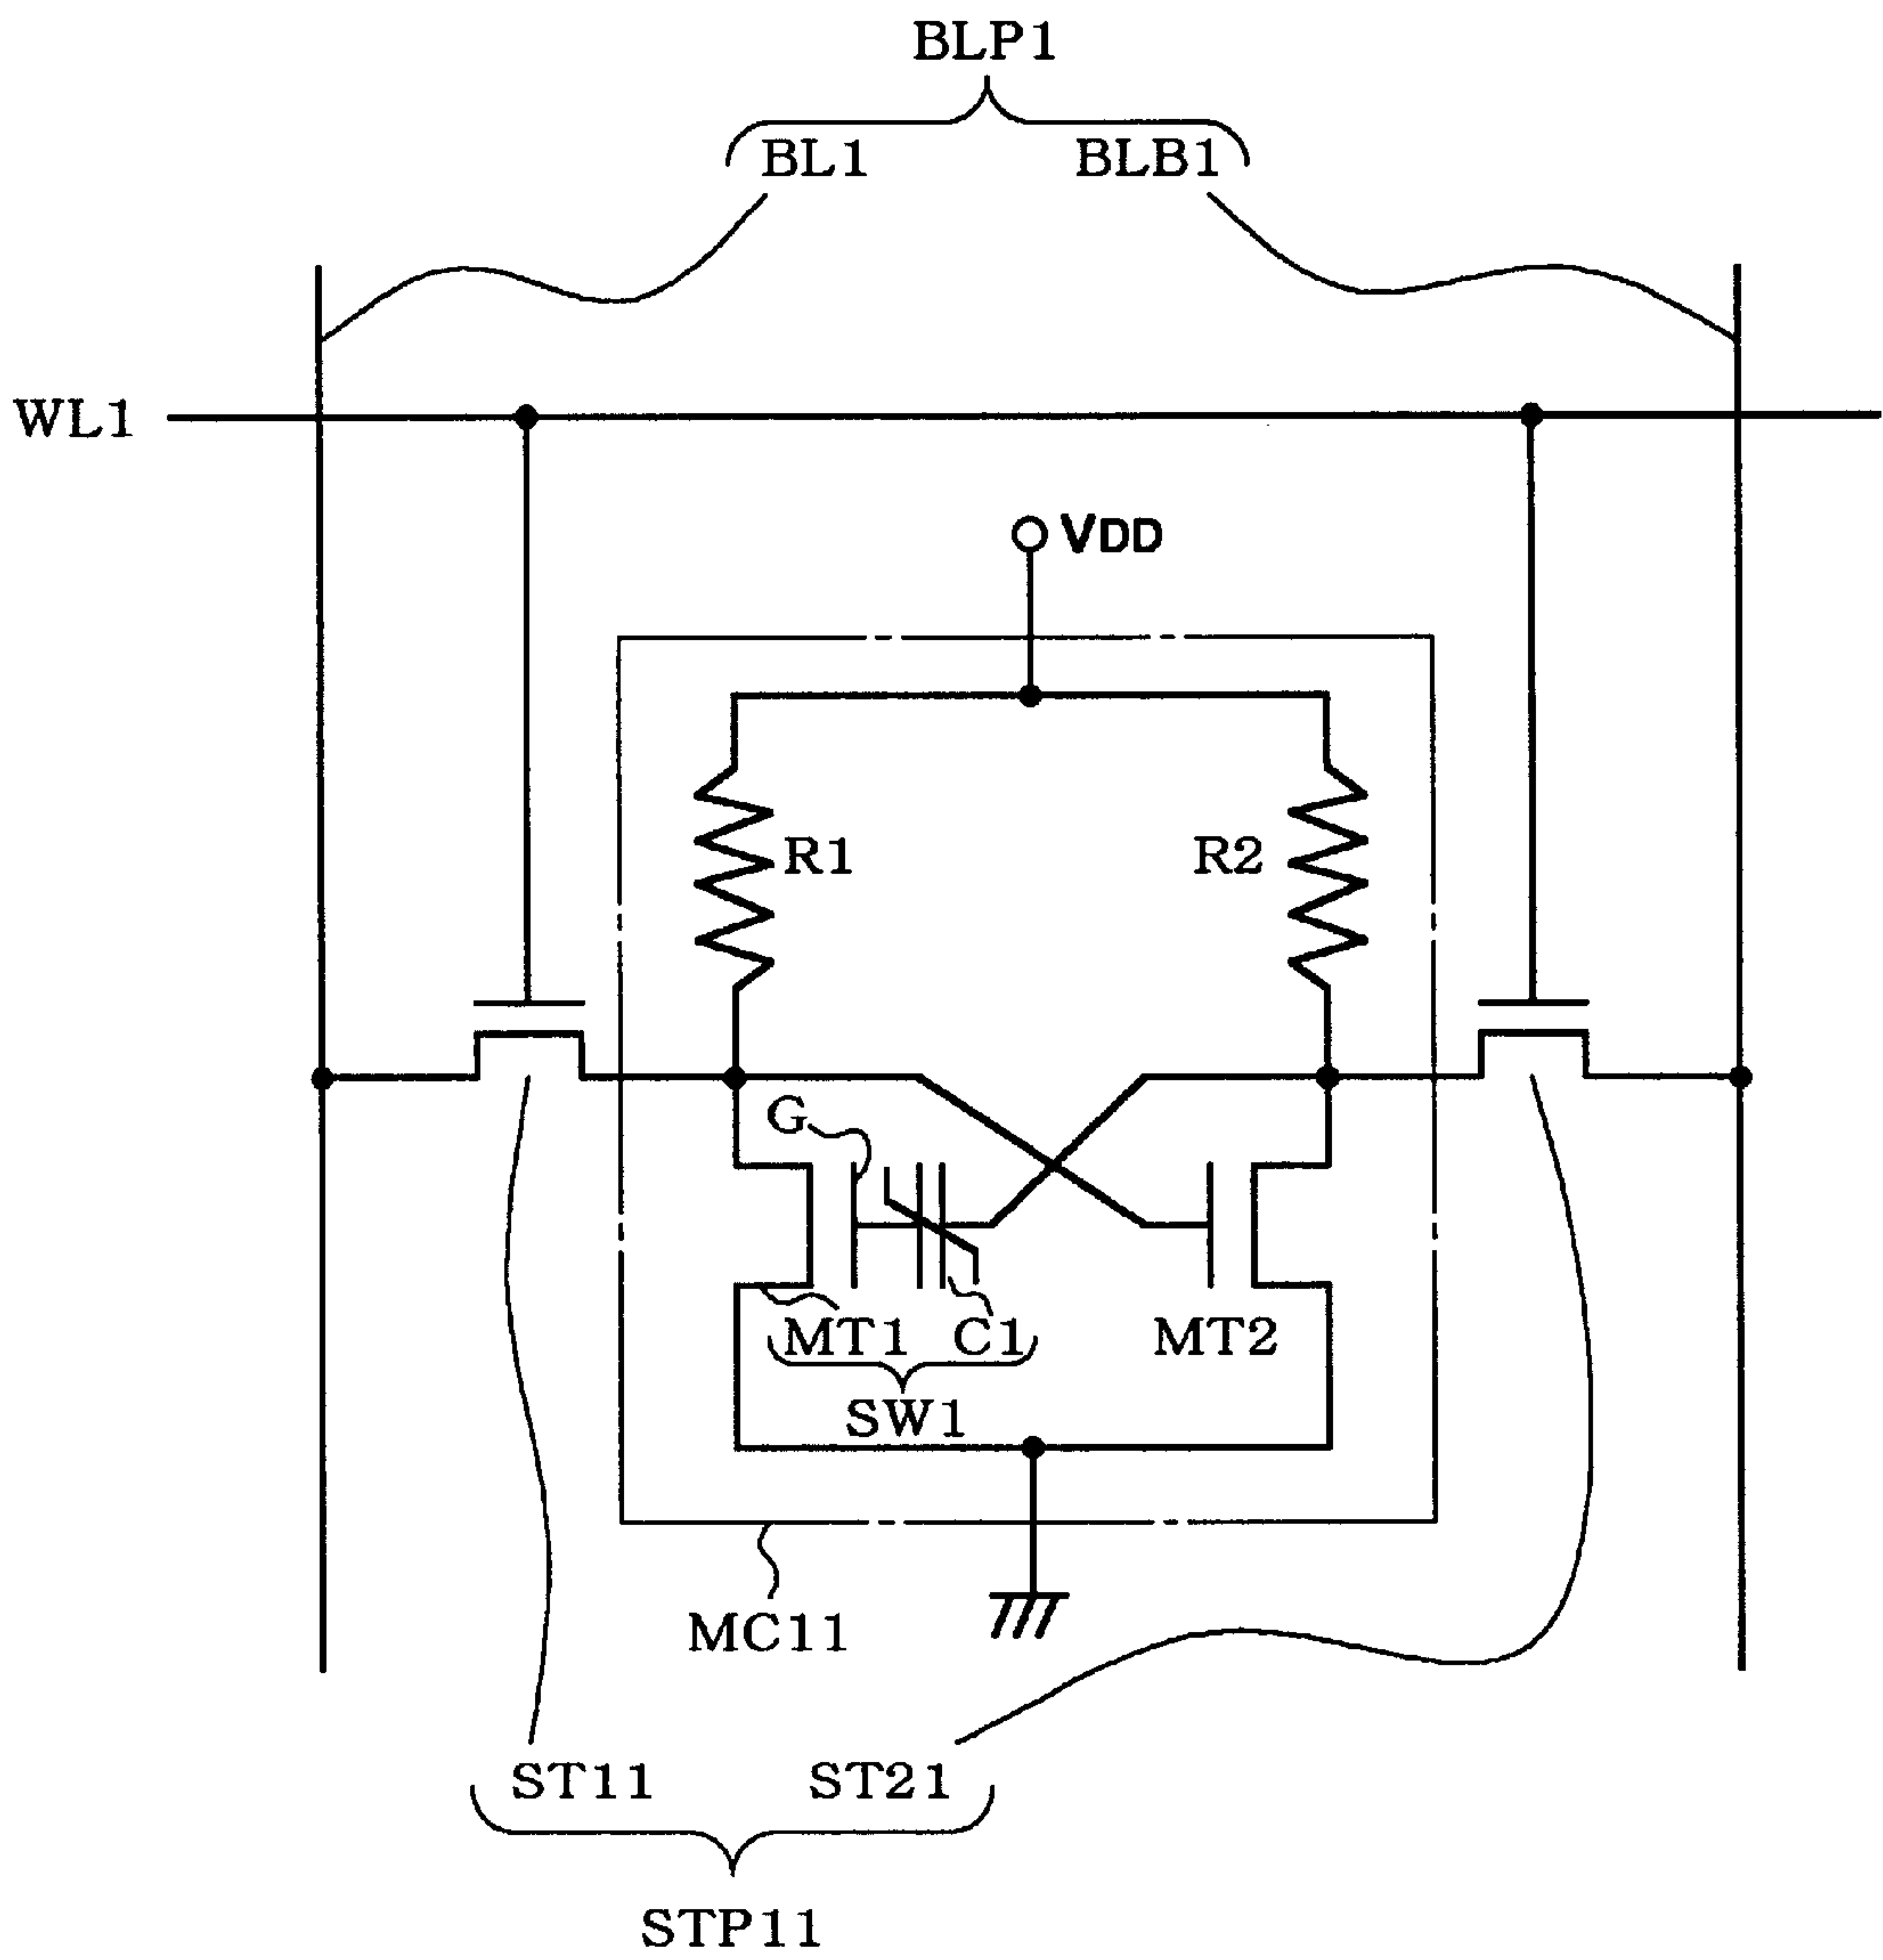 BLP1
BL1 BLB1
WL1
VDD
R1 R2
G
MT1 C1 MT2
SW1
MC11
ST11 ST21
STP11